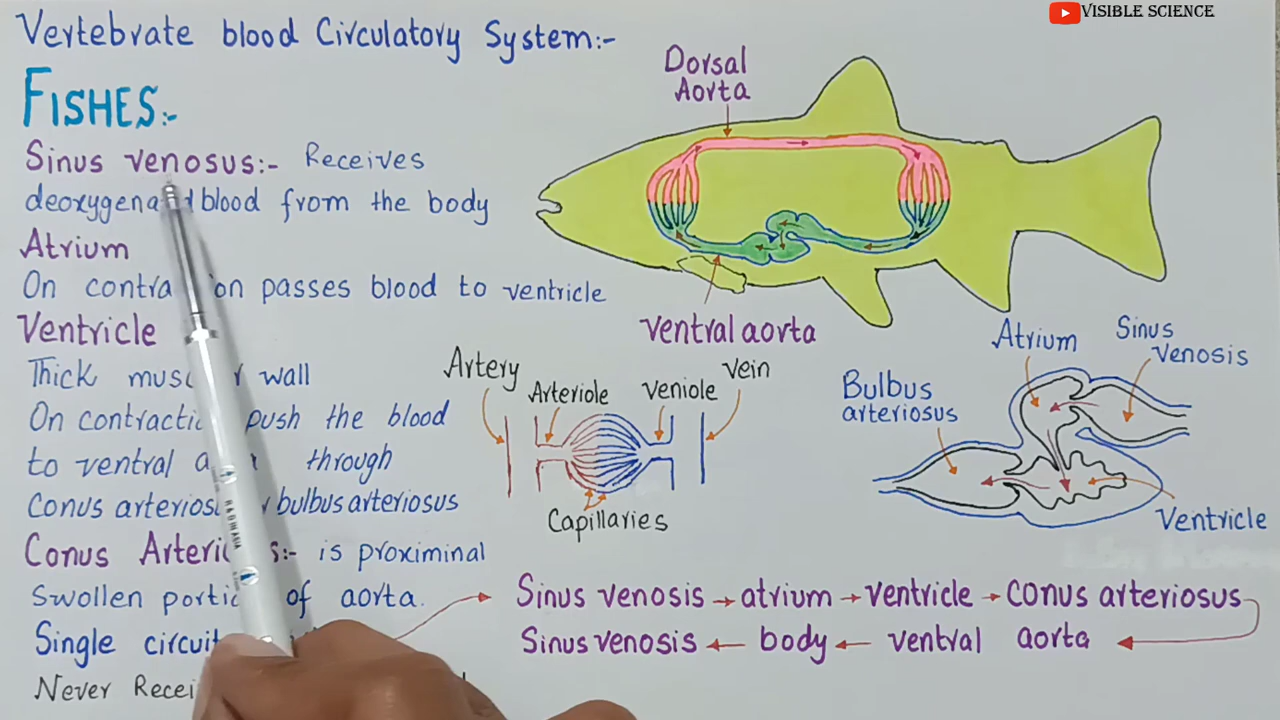 VISIBLE SCIENCE
Vertebrate blood Circulatory System:-
FISHES:-
Sinus venosus:- Receives
blood from the body
Atrium
On passes blood to ventricle
Ventricle
Thick wall
On push the blood
to ventral through
Conus bulbus arteriosus
Conus :- is proximinal
Swollen of aorta.
Single
Never
Dorsal
Aorta
Ventral aorta
Artery
Arteriole
Veniole
Vein
Capillaries
Atrium
Sinus
venosis
Bulbus
arteriosus
Ventricle
Sinus venosis → atrium → ventricle → conus arteriosus
Sinus venosis ← body ← ventral aorta